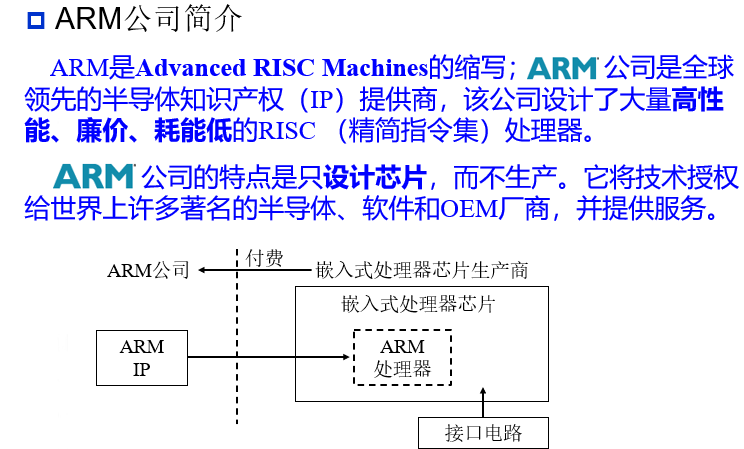 ARM公司简介
ARM是Advanced RISC Machines的缩写；ARM公司是全球
领先的半导体知识产权（IP）提供商，该公司设计了大量高性
能、廉价、耗能低的RISC （精简指令集）处理器。
ARM公司的特点是只设计芯片，而不生产。它将技术授权
给世界上许多著名的半导体、软件和OEM厂商，并提供服务。
ARM公司
付费
嵌入式处理器芯片生产商
嵌入式处理器芯片
ARM
IP
ARM
处理器
接口电路